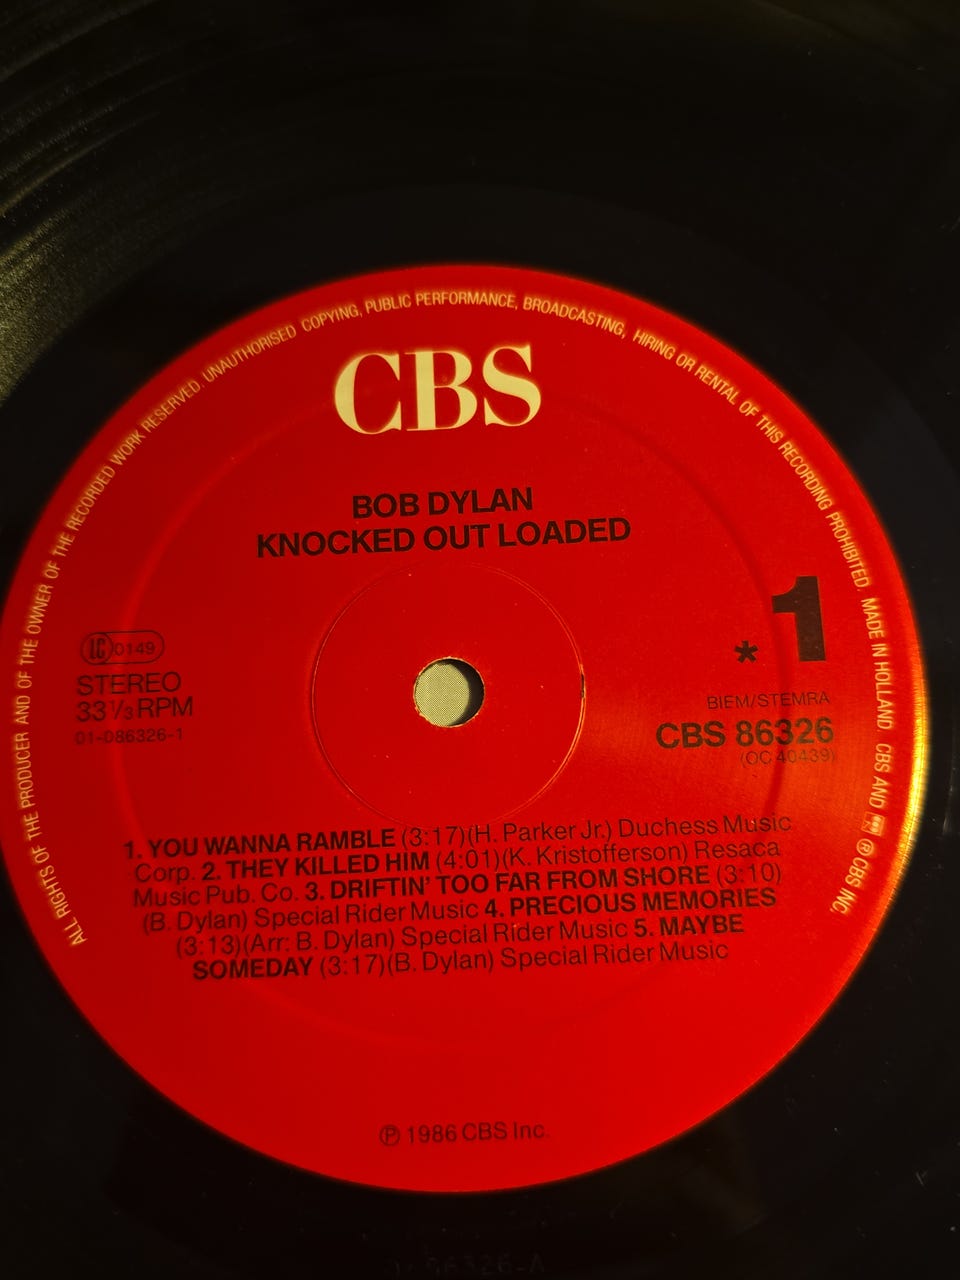 ALL RIGHTS OF THE PRODUCER AND OF THE OWNER OF THE RECORDED WORK RESERVED. UNAUTHORISED COPYING, PUBLIC PERFORMANCE, BROADCASTING, HIRING OR RENTAL OF THIS RECORDING PROHIBITED. MADE IN HOLLAND. CBS AND ® CBS INC.
CBS
BOB DYLAN
KNOCKED OUT LOADED
* 1
LC 0149
STEREO
33 1/3 RPM
01-086326-1
BIEM/STEMRA
CBS 86326
(OC 40439)
1. YOU WANNA RAMBLE (3:17)(H. Parker Jr.) Duchess Music
Corp. 2. THEY KILLED HIM (4:01)(K. Kristofferson) Resaca
Music Pub. Co. 3. DRIFTIN' TOO FAR FROM SHORE (3:10)
(B. Dylan) Special Rider Music 4. PRECIOUS MEMORIES
(3:13)(Arr: B. Dylan) Special Rider Music 5. MAYBE
SOMEDAY (3:17)(B. Dylan) Special Rider Music
℗ 1986 CBS Inc.